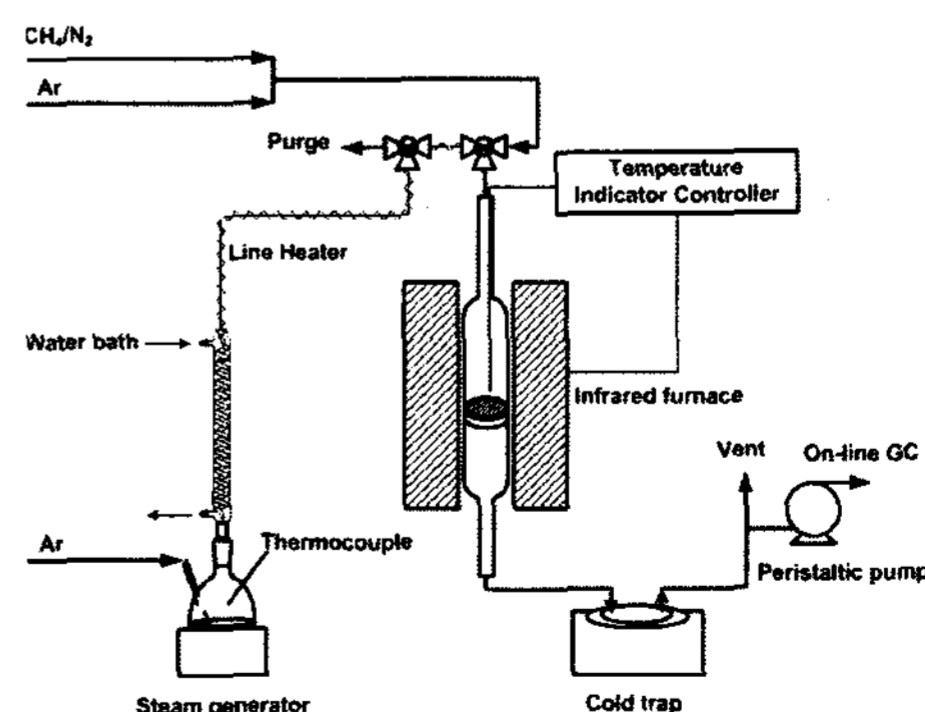 CH₄/N₂
Ar
Purge
Temperature
Indicator Controller
Line Heater
Water bath
Infrared furnace
Vent
On-line GC
Ar
Thermocouple
Peristaltic pump
Steam generator
Cold trap